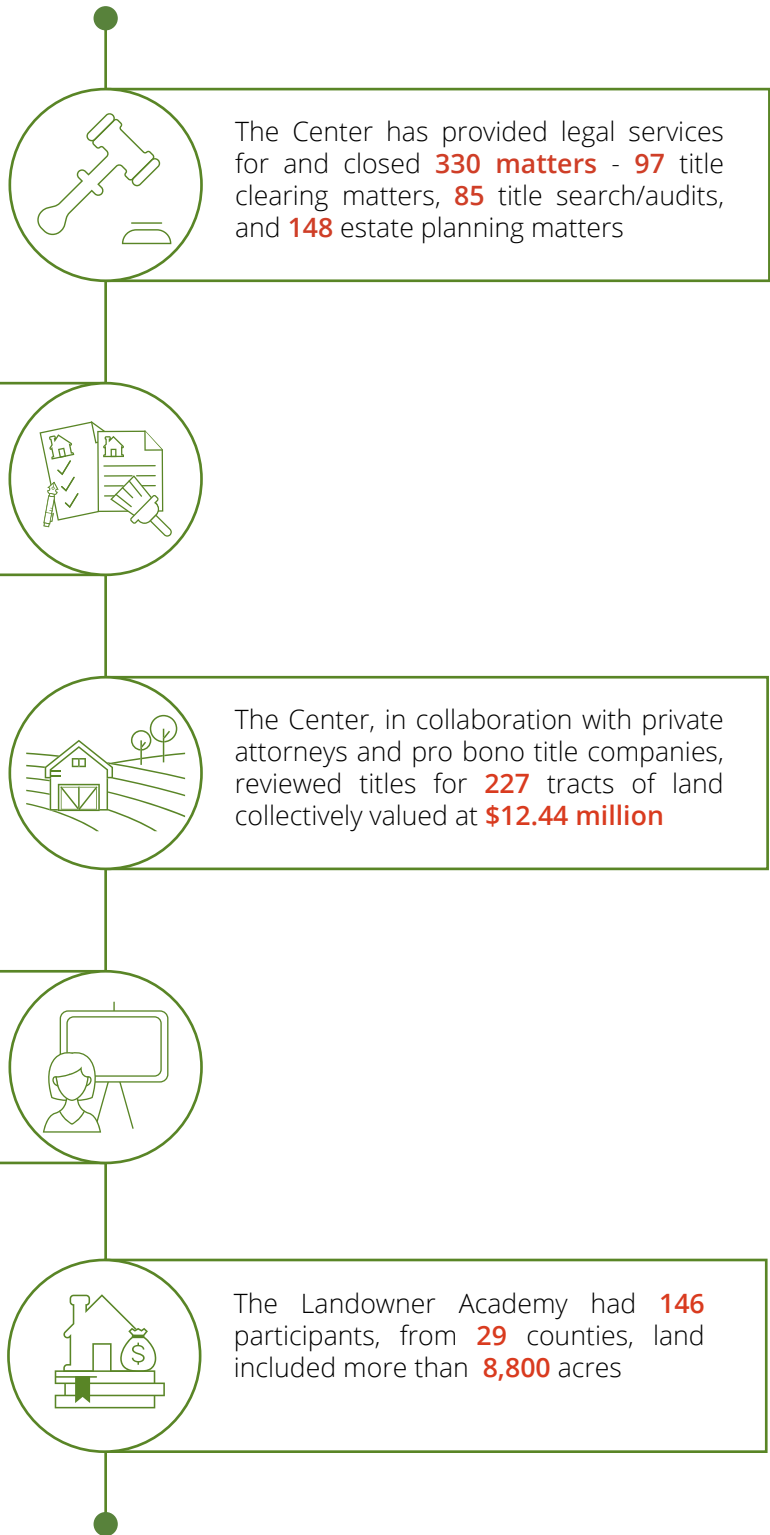 The Center has provided legal services
for and closed 330 matters - 97 title
clearing matters, 85 title search/audits,
and 148 estate planning matters
The Center, in collaboration with private
attorneys and pro bono title companies,
reviewed titles for 227 tracts of land
collectively valued at $12.44 million
$
The Landowner Academy had 146
participants, from 29 counties, land
included more than 8,800 acres